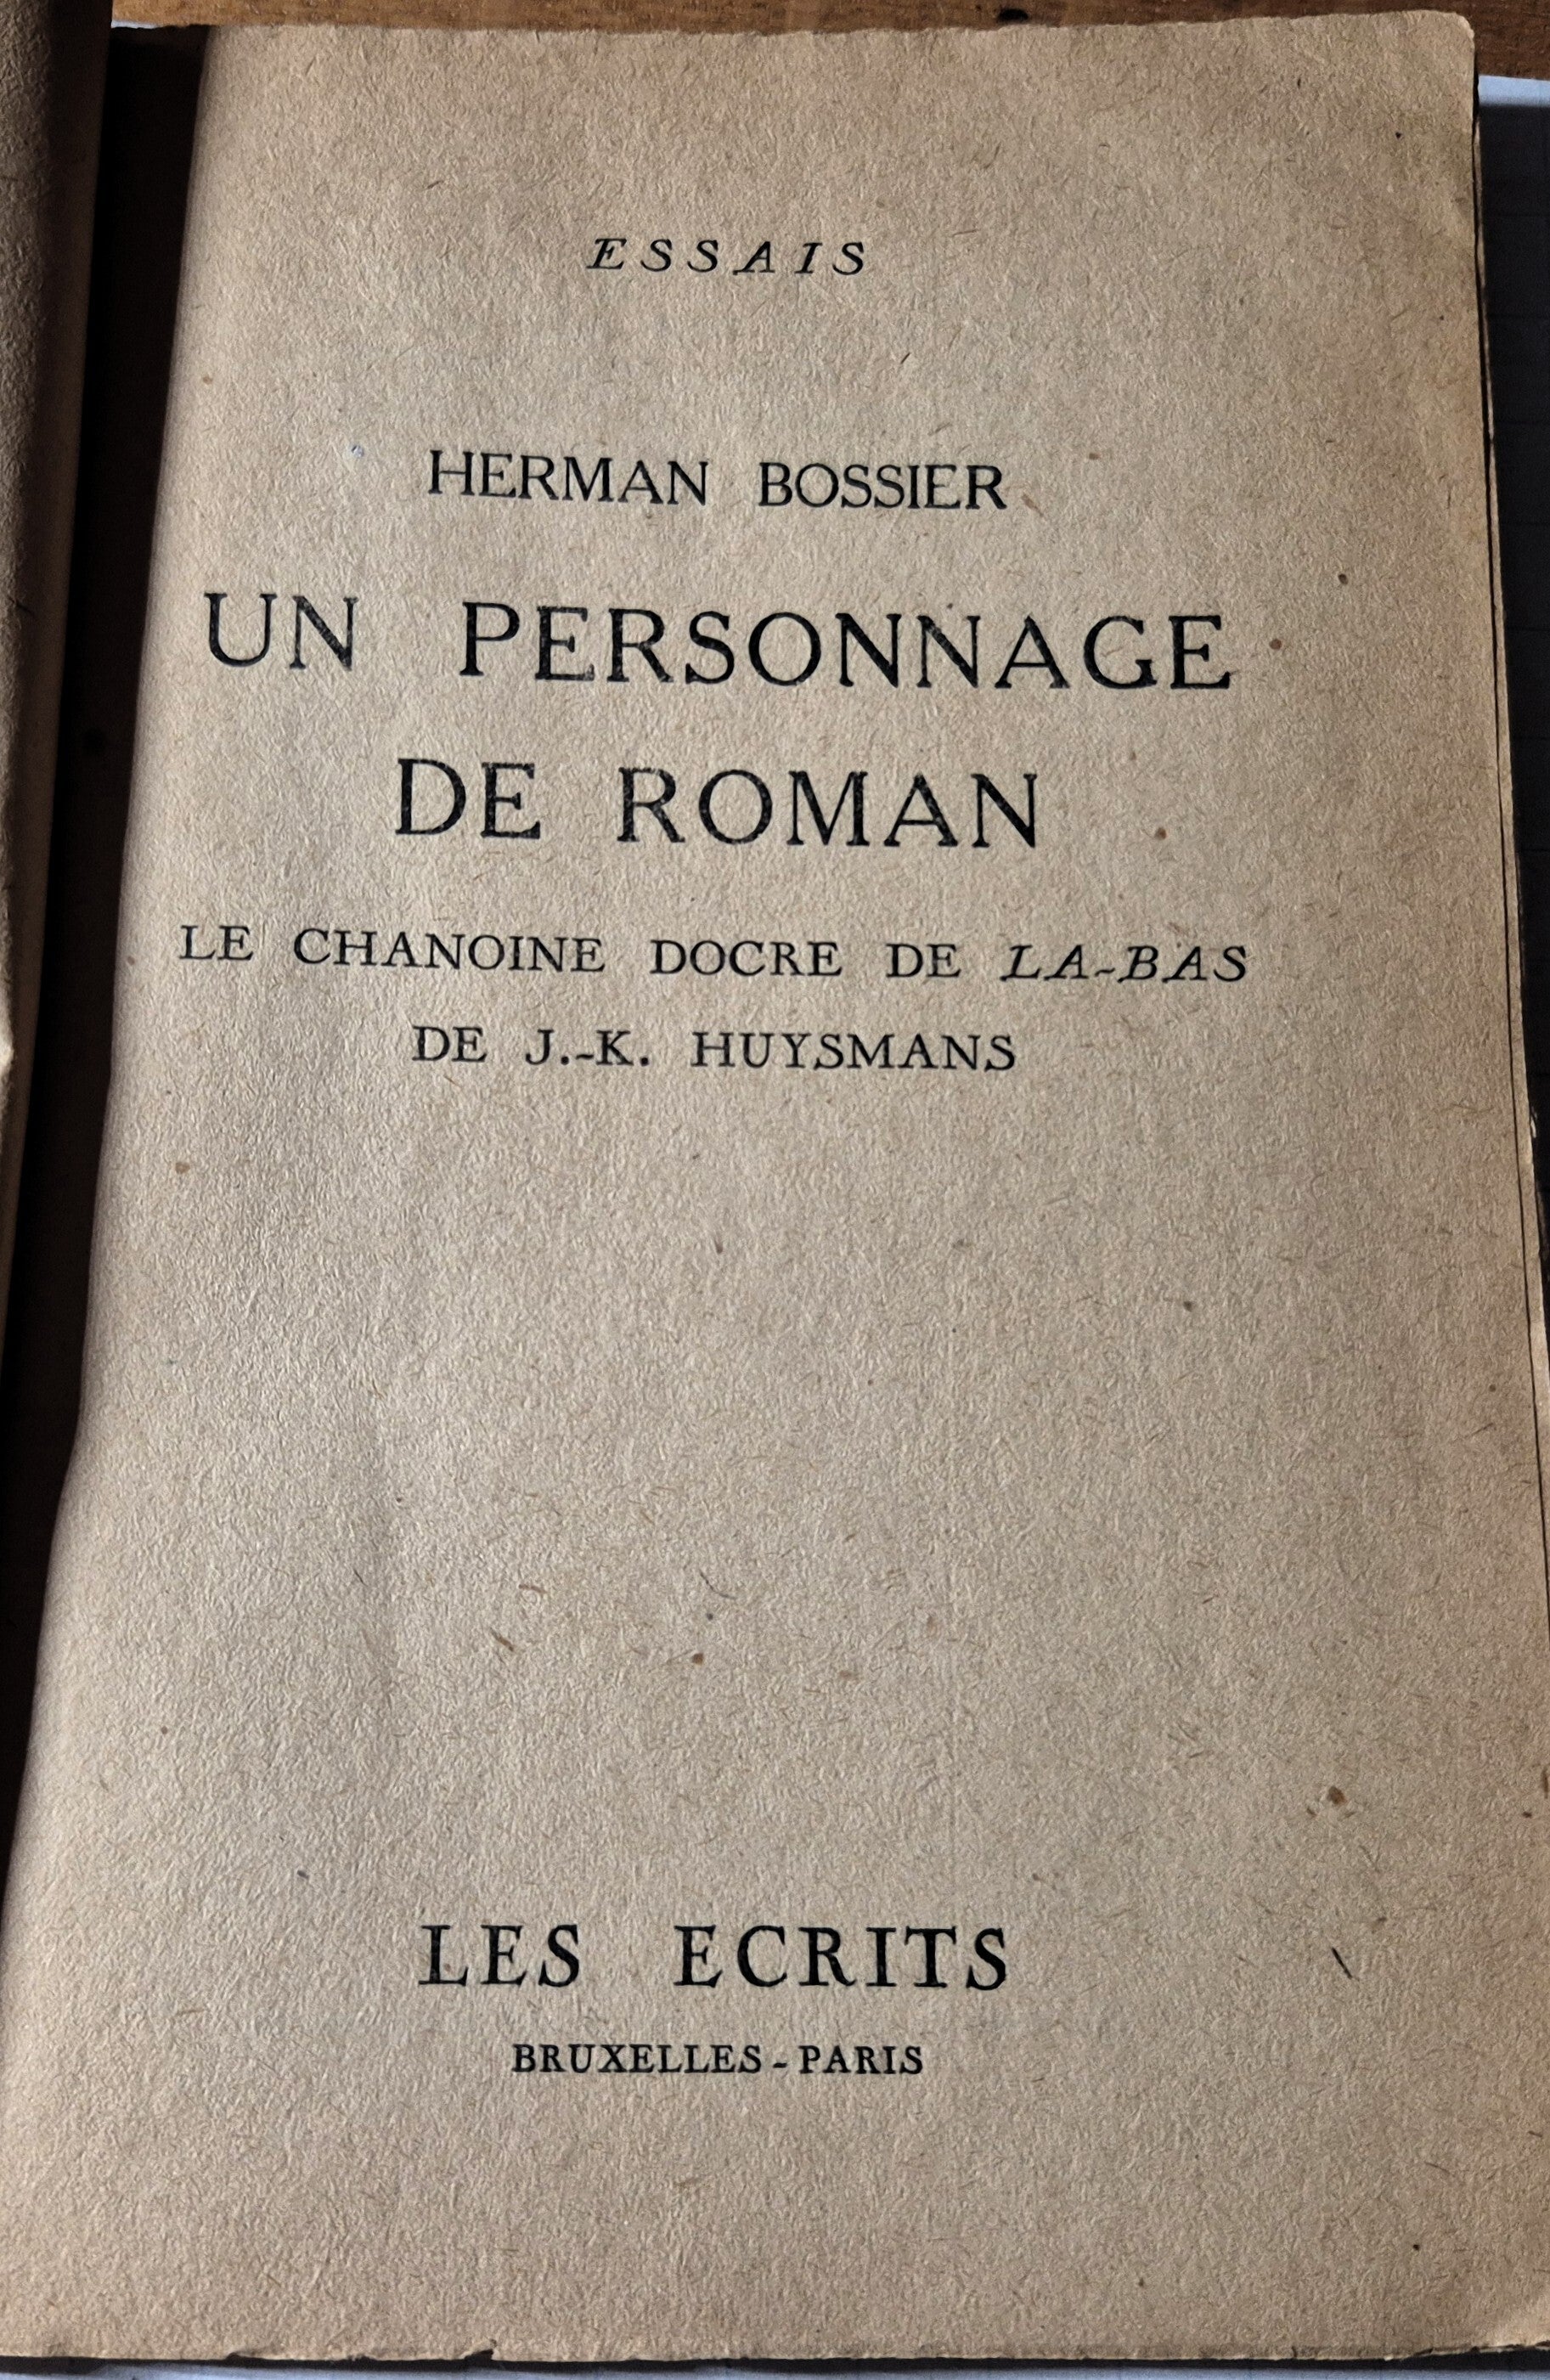 ESSAIS
HERMAN BOSSIER
UN PERSONNAGE
DE ROMAN
LE CHANOINE DOCRE DE LA-BAS
DE J.-K. HUYSMANS
LES ECRITS
BRUXELLES - PARIS